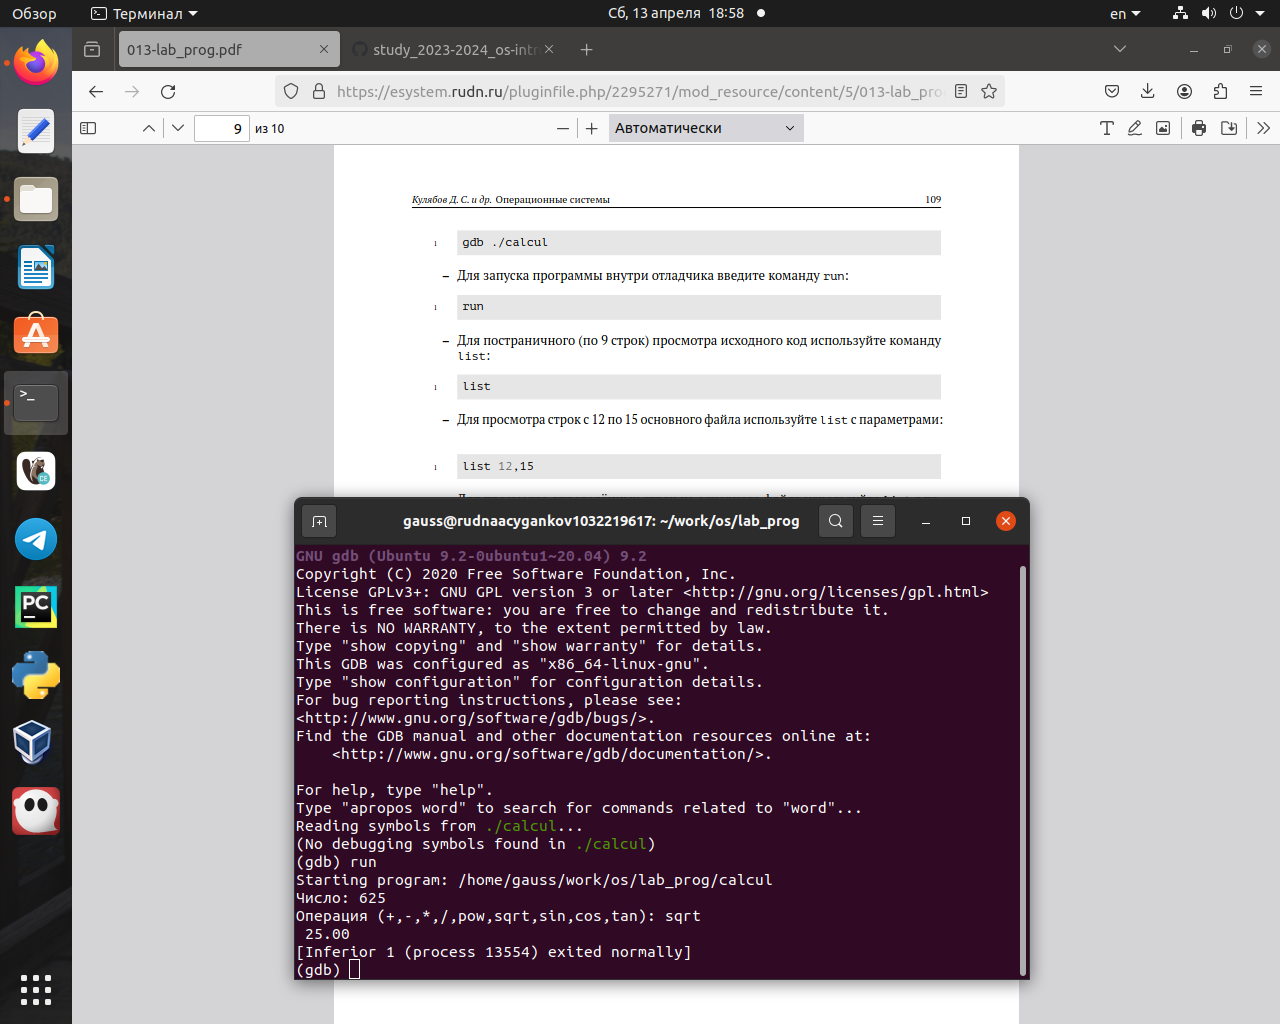 Обзор
Терминал
Сб, 13 апреля 18:58
en
013-lab_prog.pdf
study_2023-2024_os-intr
https://esystem.rudn.ru/pluginfile.php/2295271/mod_resource/content/5/013-lab_pro
9
из 10
Автоматически
Кулябов Д. С. и др. Операционные системы 109
1 gdb ./calcul
– Для запуска программы внутри отладчика введите команду run:
1 run
– Для постраничного (по 9 строк) просмотра исходного код используйте команду
list:
1 list
– Для просмотра строк с 12 по 15 основного файла используйте list с параметрами:
1 list 12,15
gauss@rudnaacygankov1032219617: ~/work/os/lab_prog
GNU gdb (Ubuntu 9.2-0ubuntu1~20.04) 9.2
Copyright (C) 2020 Free Software Foundation, Inc.
License GPLv3+: GNU GPL version 3 or later <http://gnu.org/licenses/gpl.html>
This is free software: you are free to change and redistribute it.
There is NO WARRANTY, to the extent permitted by law.
Type "show copying" and "show warranty" for details.
This GDB was configured as "x86_64-linux-gnu".
Type "show configuration" for configuration details.
For bug reporting instructions, please see:
<http://www.gnu.org/software/gdb/bugs/>.
Find the GDB manual and other documentation resources online at:
    <http://www.gnu.org/software/gdb/documentation/>.
For help, type "help".
Type "apropos word" to search for commands related to "word"...
Reading symbols from ./calcul...
(No debugging symbols found in ./calcul)
(gdb) run
Starting program: /home/gauss/work/os/lab_prog/calcul
Число: 625
Операция (+,-,*,/,pow,sqrt,sin,cos,tan): sqrt
 25.00
[Inferior 1 (process 13554) exited normally]
(gdb)